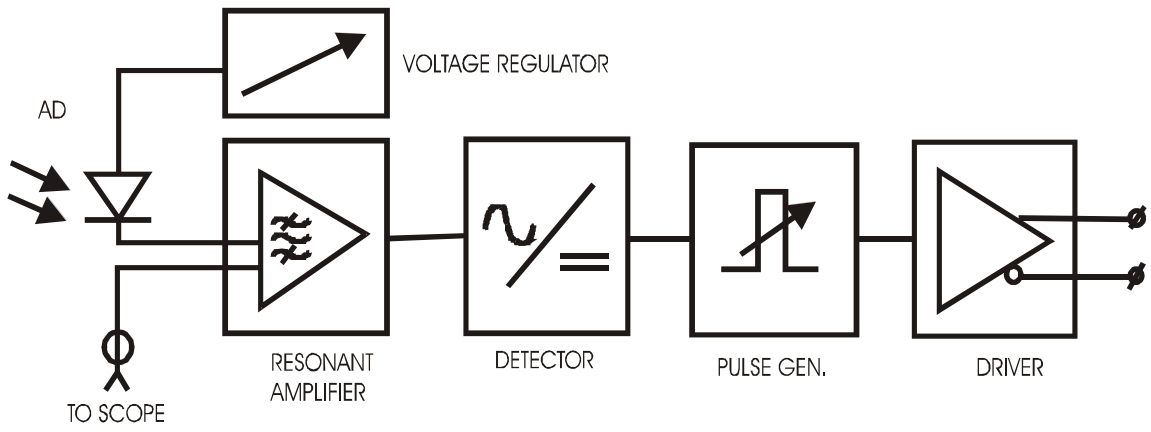 VOLTAGE REGULATOR
AD
RESONANT
AMPLIFIER
DETECTOR
PULSE GEN.
DRIVER
TO SCOPE